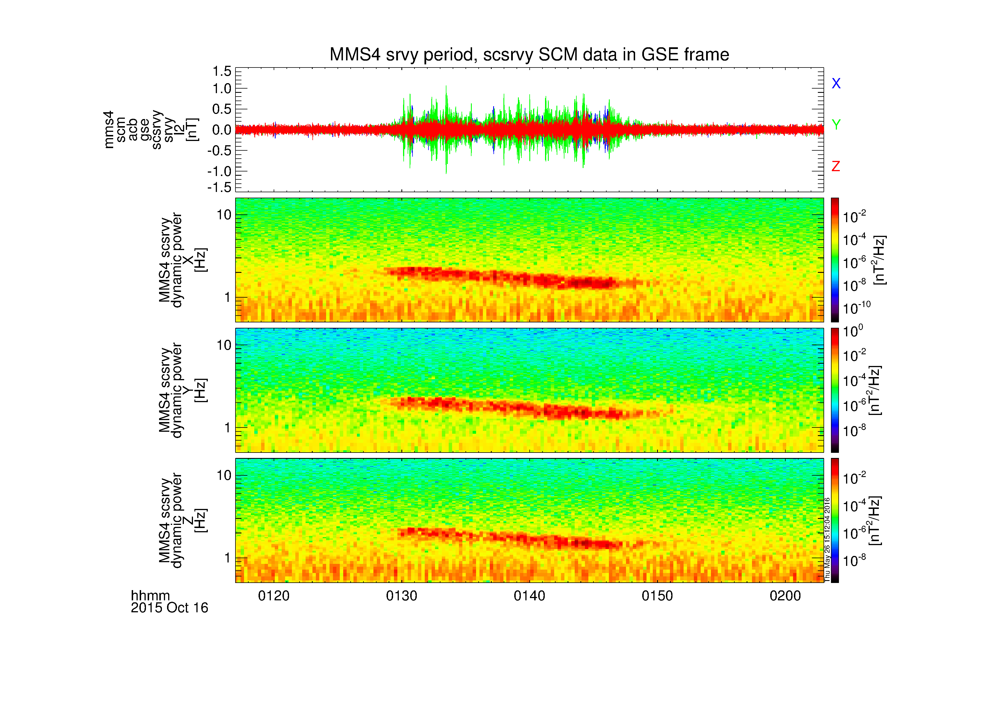 MMS4 srvy period, scsrvy SCM data in GSE frame
mms4
scm
acb
gse
scsrvy
srvy
l2
[nT]
1.5
1.0
0.5
0.0
-0.5
-1.0
-1.5
X
Y
Z
MMS4 scsrvy
dynamic power
X
[Hz]
10
1
10^-2
10^-4
10^-6
10^-8
10^-10
[nT^2/Hz]
MMS4 scsrvy
dynamic power
Y
[Hz]
10
1
10^0
10^-2
10^-4
10^-6
10^-8
[nT^2/Hz]
MMS4 scsrvy
dynamic power
Z
[Hz]
10
1
10^-2
10^-4
10^-6
10^-8
[nT^2/Hz]
Thu May 26 15:12:04 2016
hhmm
2015 Oct 16
0120
0130
0140
0150
0200